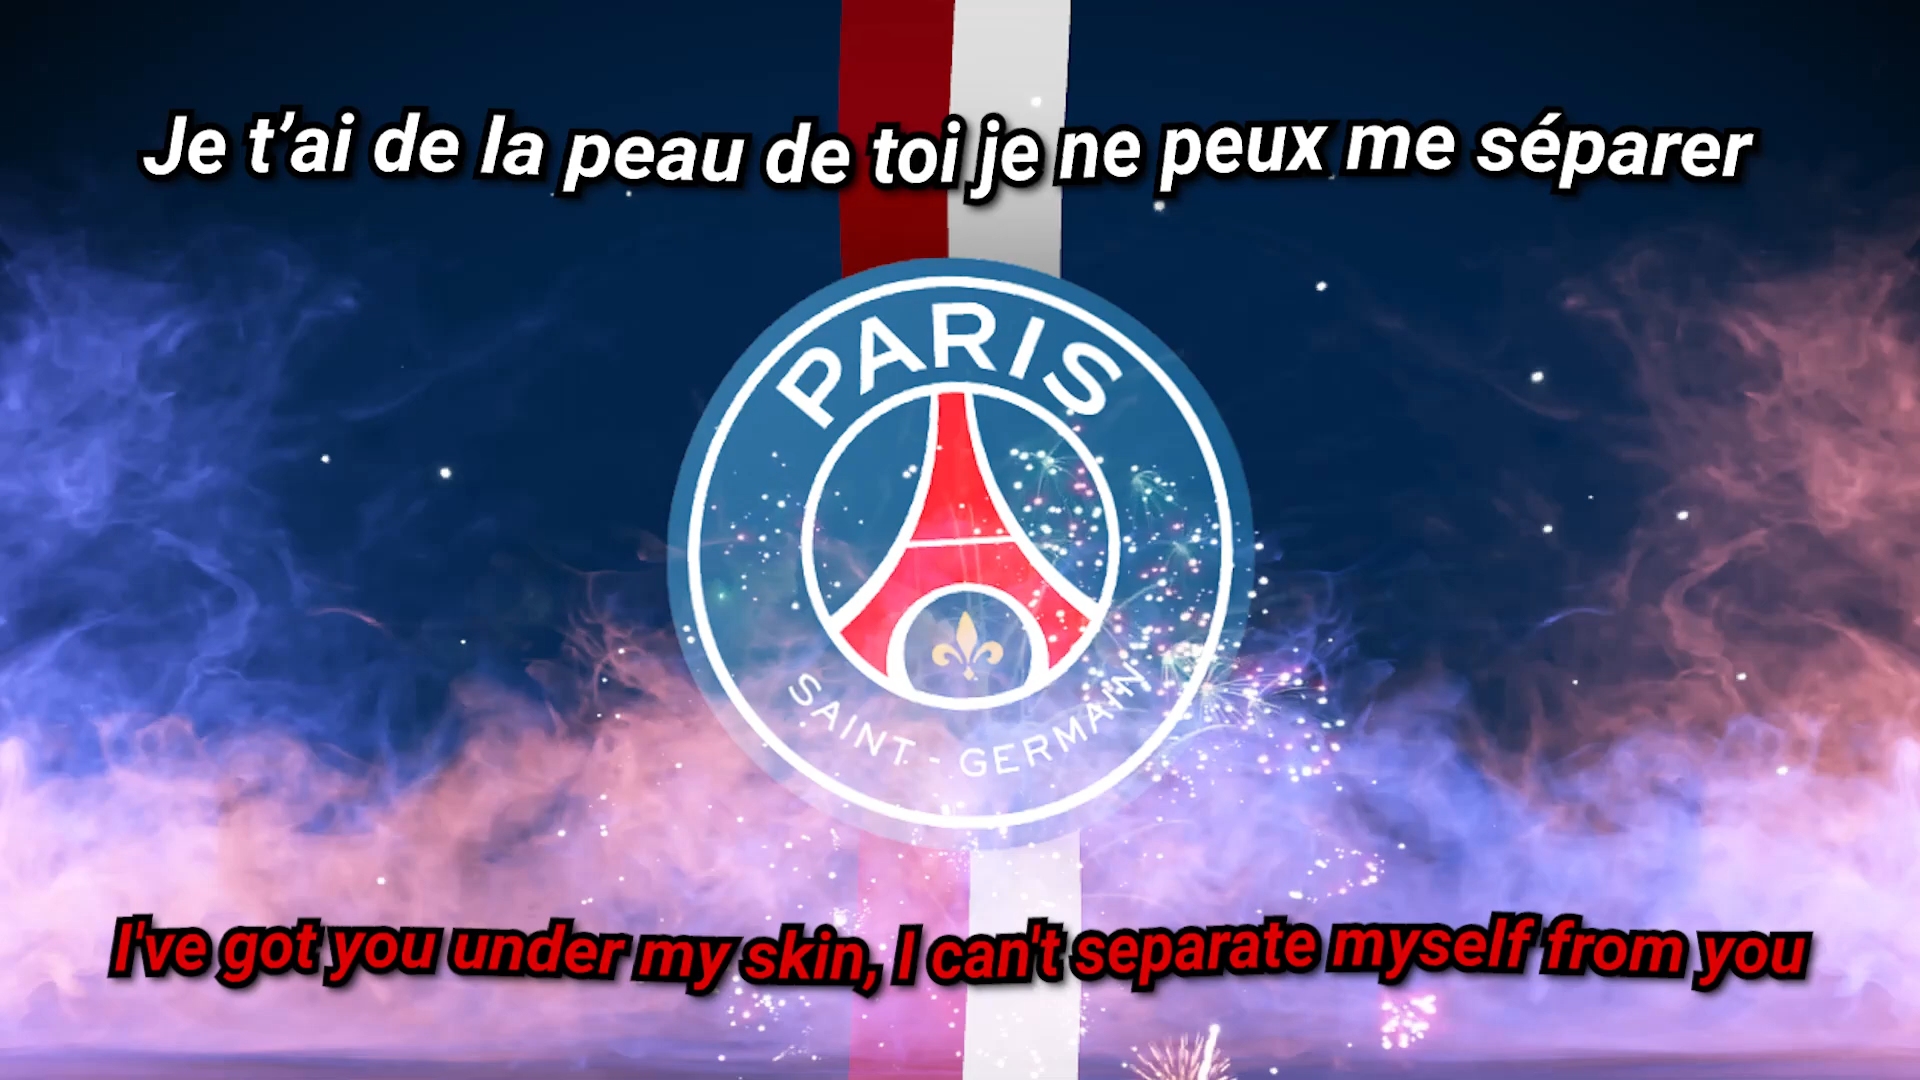 Je t’ai de la peau de toi je ne peux me séparer
PARIS
SAINT - GERMAIN
I've got you under my skin, I can't separate myself from you